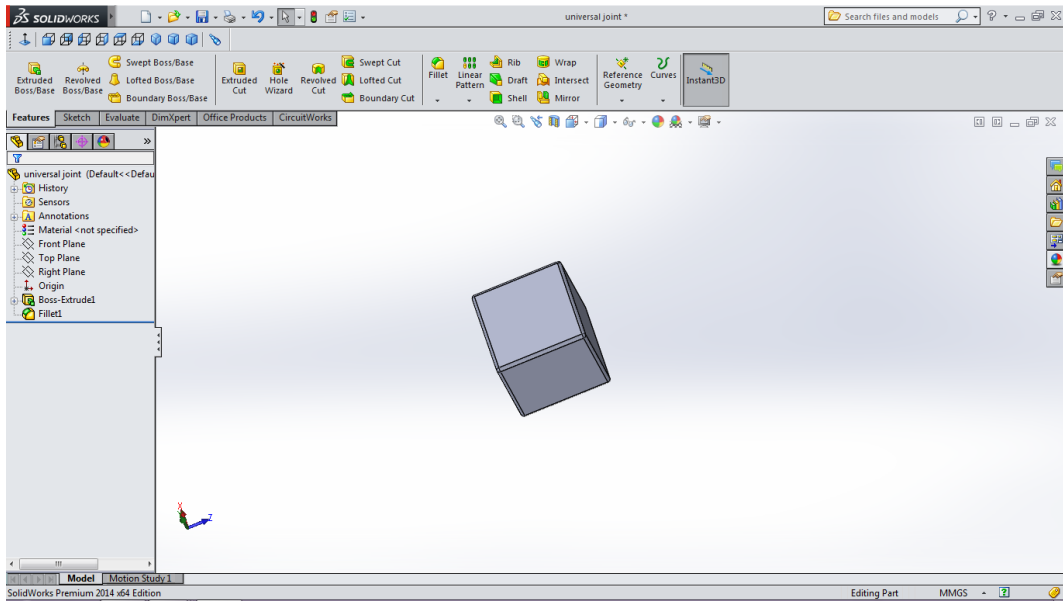 SOLIDWORKS
universal joint *
Search files and models
Extruded Boss/Base
Revolved Boss/Base
Swept Boss/Base
Lofted Boss/Base
Boundary Boss/Base
Extruded Cut
Hole Wizard
Revolved Cut
Swept Cut
Lofted Cut
Boundary Cut
Fillet
Linear Pattern
Rib
Draft
Shell
Wrap
Intersect
Mirror
Reference Geometry
Curves
Instant3D
Features Sketch Evaluate DimXpert Office Products CircuitWorks
universal joint (Default<<Defau
History
Sensors
A Annotations
Material <not specified>
Front Plane
Top Plane
Right Plane
Origin
Boss-Extrude1
Fillet1
X
Z
Model Motion Study 1
SolidWorks Premium 2014 x64 Edition
Editing Part MMGS